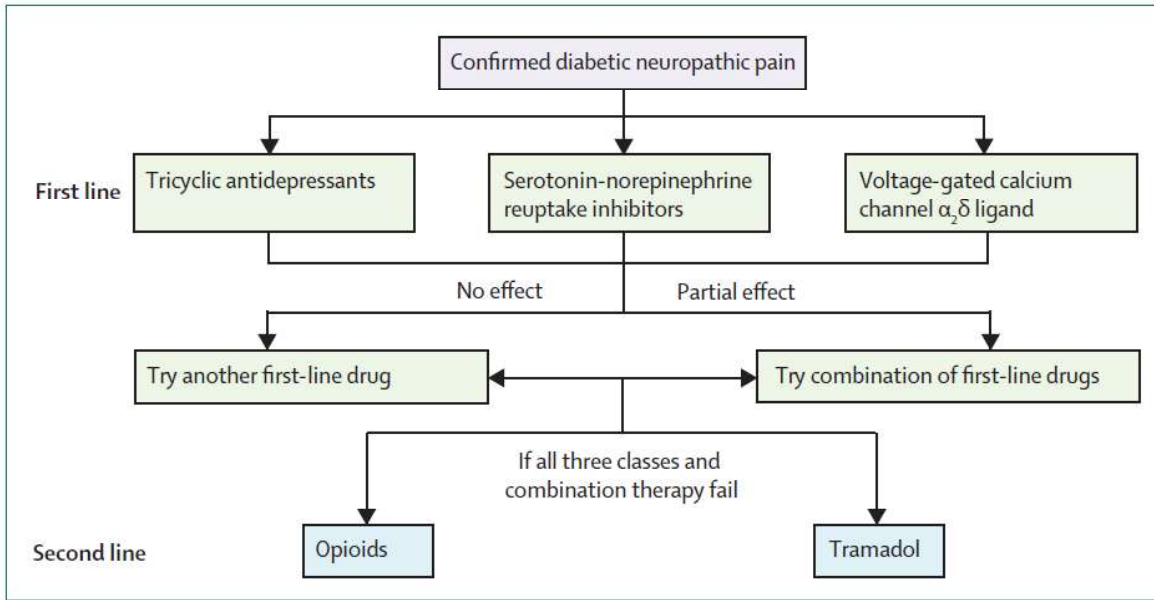 Confirmed diabetic neuropathic pain
First line
Tricyclic antidepressants
Serotonin-norepinephrine
reuptake inhibitors
Voltage-gated calcium
channel α₂δ ligand
No effect
Partial effect
Try another first-line drug
Try combination of first-line drugs
If all three classes and
combination therapy fail
Second line
Opioids
Tramadol